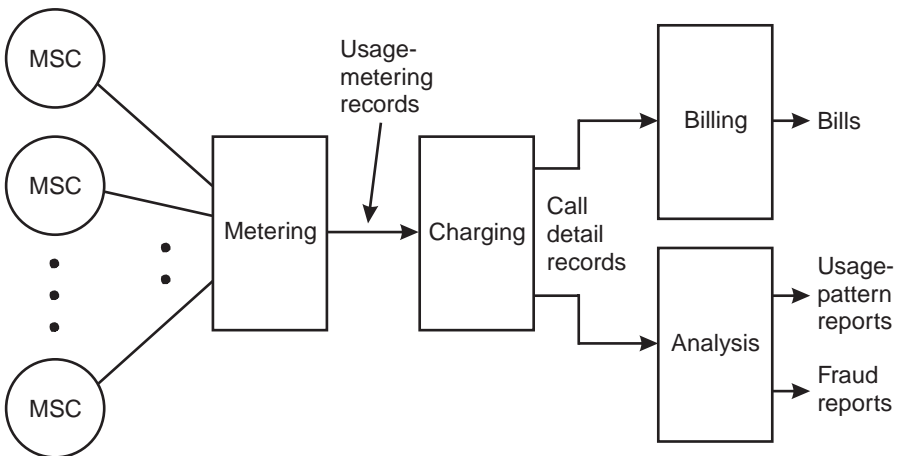 MSC
MSC
MSC
Usage-
metering
records
Metering
Charging
Call
detail
records
Billing
Bills
Analysis
Usage-
pattern
reports
Fraud
reports